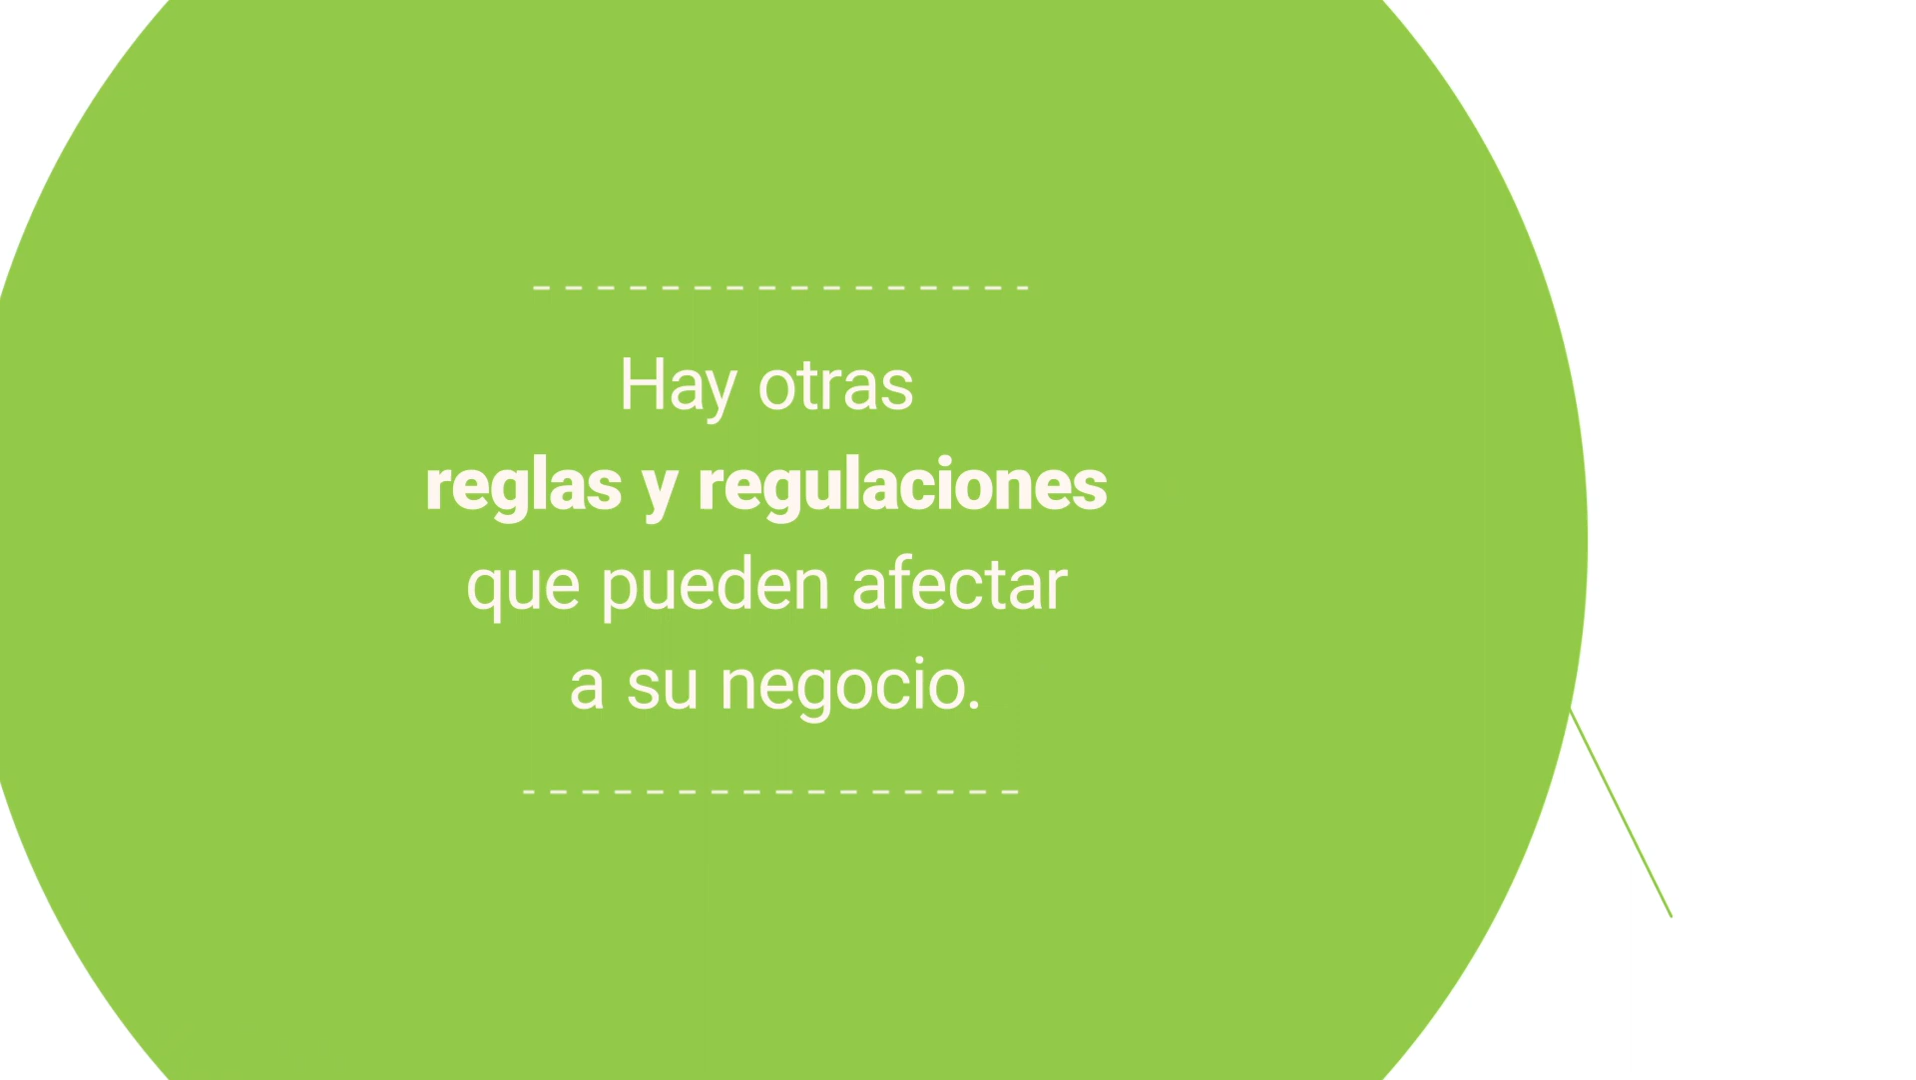 Hay otras
reglas y regulaciones
que pueden afectar
a su negocio.